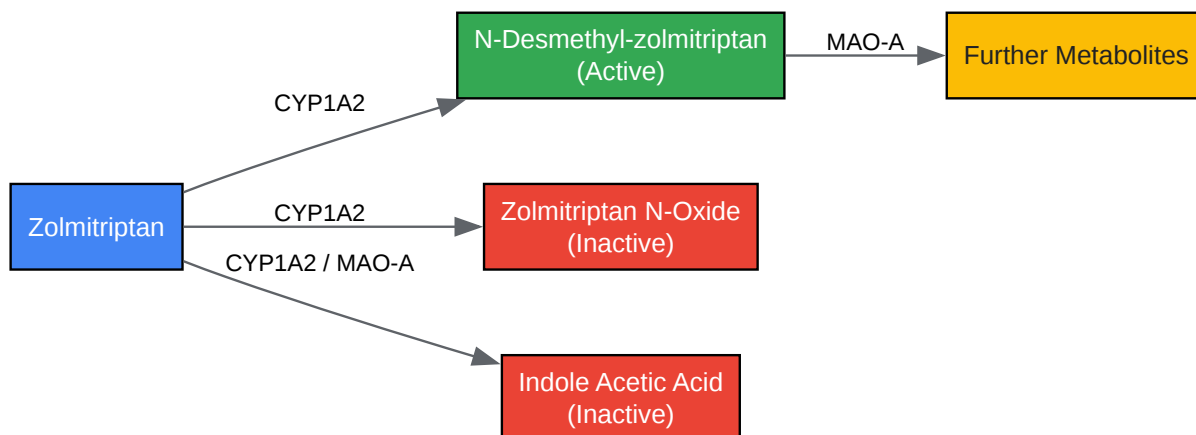 N-Desmethyl-zolmitriptan
(Active)
MAO-A
Further Metabolites
CYP1A2
Zolmitriptan
CYP1A2
Zolmitriptan N-Oxide
(Inactive)
CYP1A2 / MAO-A
Indole Acetic Acid
(Inactive)